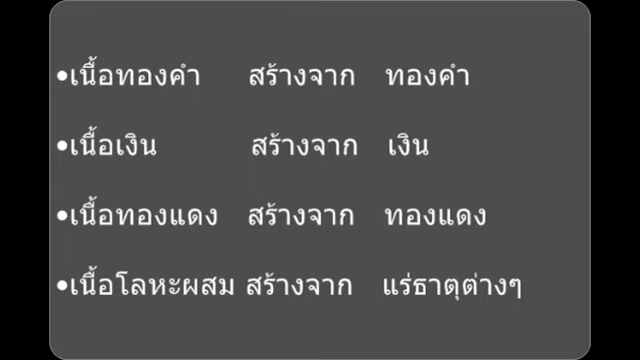 •เนื้อทองคำ สร้างจาก ทองคำ
•เนื้อเงิน สร้างจาก เงิน
•เนื้อทองแดง สร้างจาก ทองแดง
•เนื้อโลหะผสม สร้างจาก แร่ธาตุต่างๆ